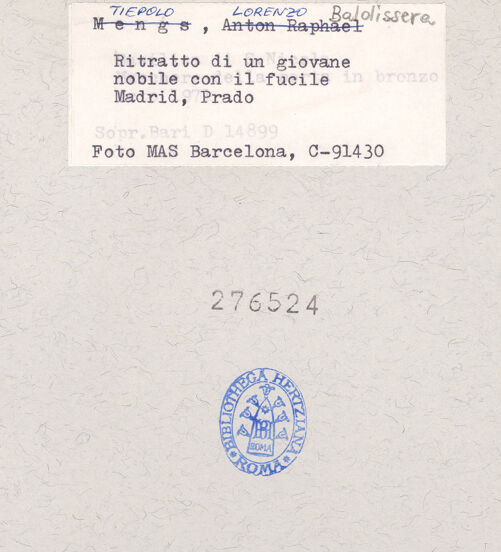 TIEPOLO LORENZO Baldissera
Mengs, Anton Raphael
Ritratto di un giovane
nobile con il fucile
Madrid, Prado
Sopr.Bari D 14899
Foto MAS Barcelona, C-91430
276524
BIBLIOTHECA HERTZIANA
ROMA
ROMA